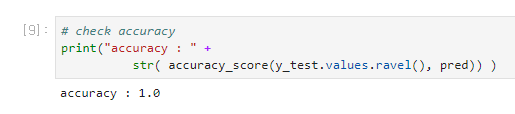 [9]: # check accuracy
print("accuracy : " +
str( accuracy_score(y_test.values.ravel(), pred)) )
accuracy : 1.0